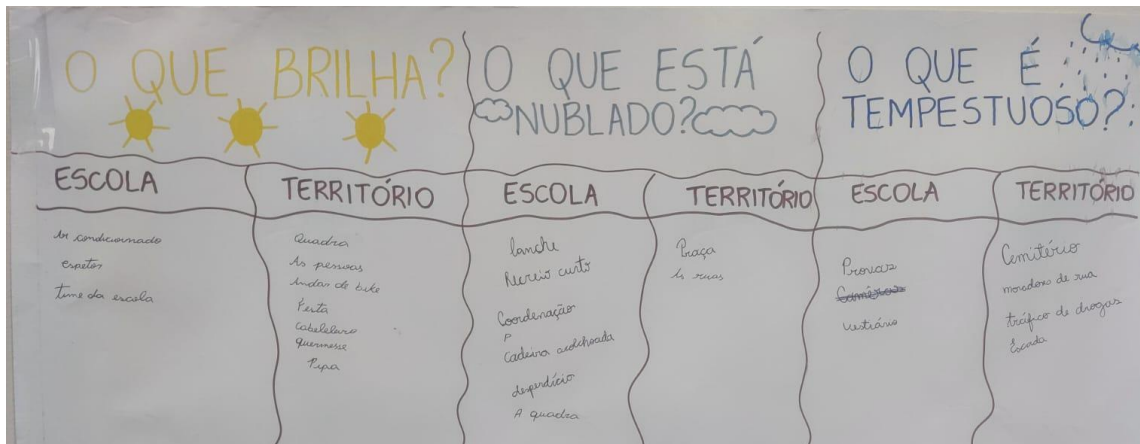 O QUE BRILHA?
ESCOLA
Ar condicionado
espetos
Time da escola
TERRITÓRIO
Quadra
As pessoas
Andar de bike
Festa
Cabeleleiro
quermesse
Pipa
O QUE ESTÁ
NUBLADO?
ESCOLA
lanche
Recreio curto
Coordenação
P
Cadeira acolchoada
desperdício
A quadra
TERRITÓRIO
Praça
As ruas
O QUE É
TEMPESTUOSO?
ESCOLA
Provas
vestiário
TERRITÓRIO
Cemitério
moradores de rua
tráfico de drogas